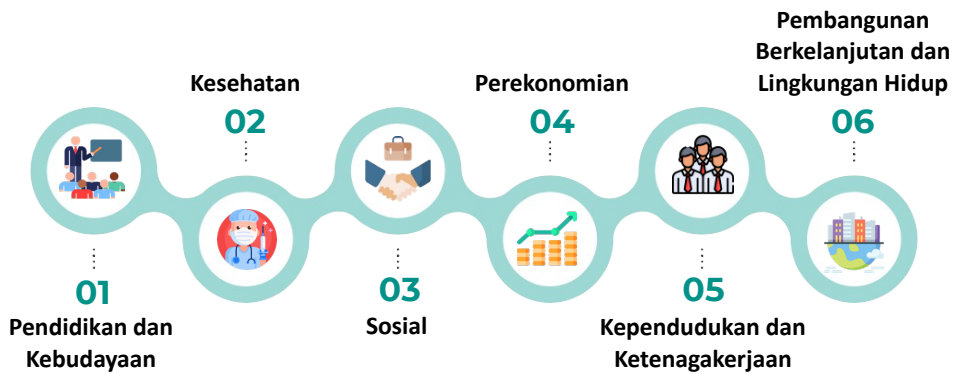 01
Pendidikan dan
Kebudayaan
Kesehatan
02
03
Sosial
Perekonomian
04
05
Kependudukan dan
Ketenagakerjaan
Pembangunan
Berkelanjutan dan
Lingkungan Hidup
06